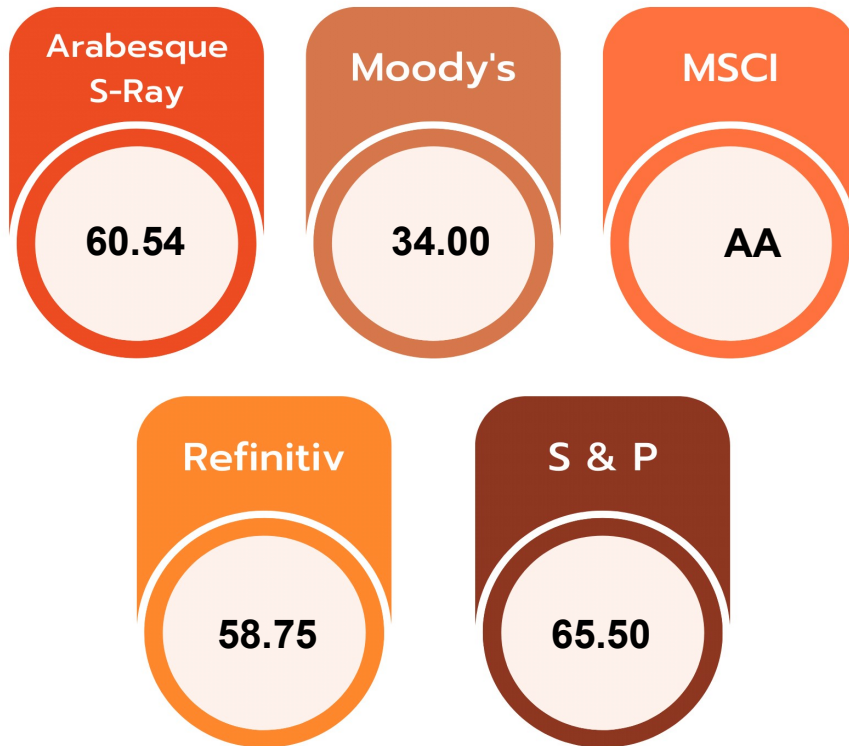 Arabesque
S-Ray
60.54
Moody's
34.00
MSCI
AA
Refinitiv
58.75
S & P
65.50